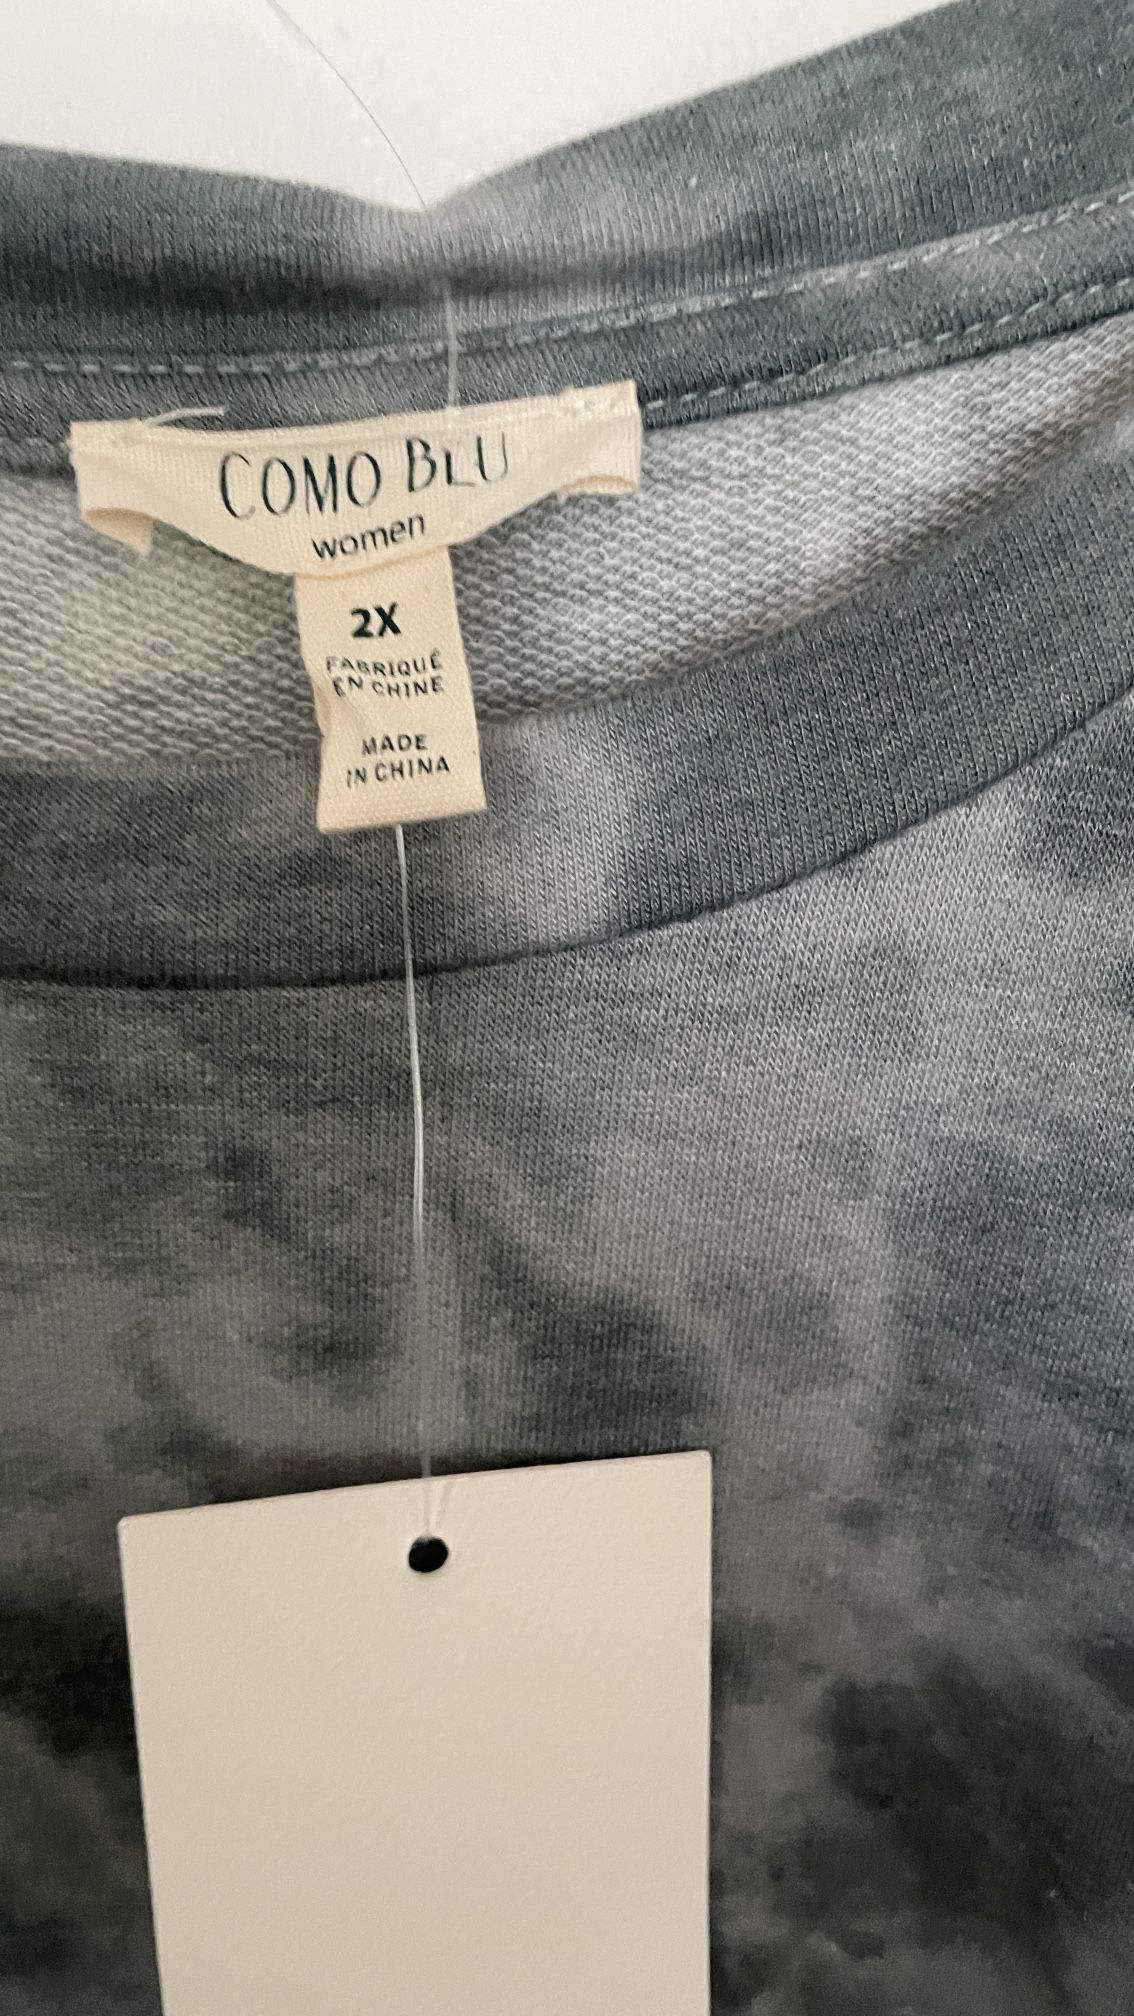 COMO BLU
women
2X
FABRIQUÉ
EN CHINE
MADE
IN CHINA